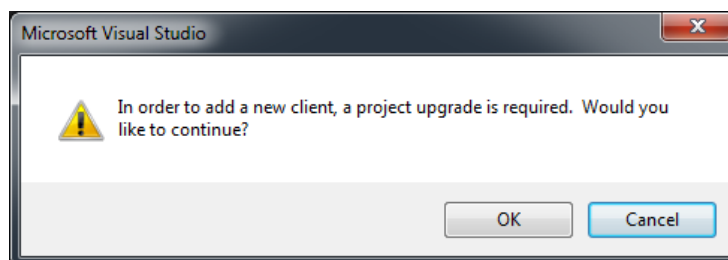 Microsoft Visual Studio
In order to add a new client, a project upgrade is required.  Would you
like to continue?
OK
Cancel